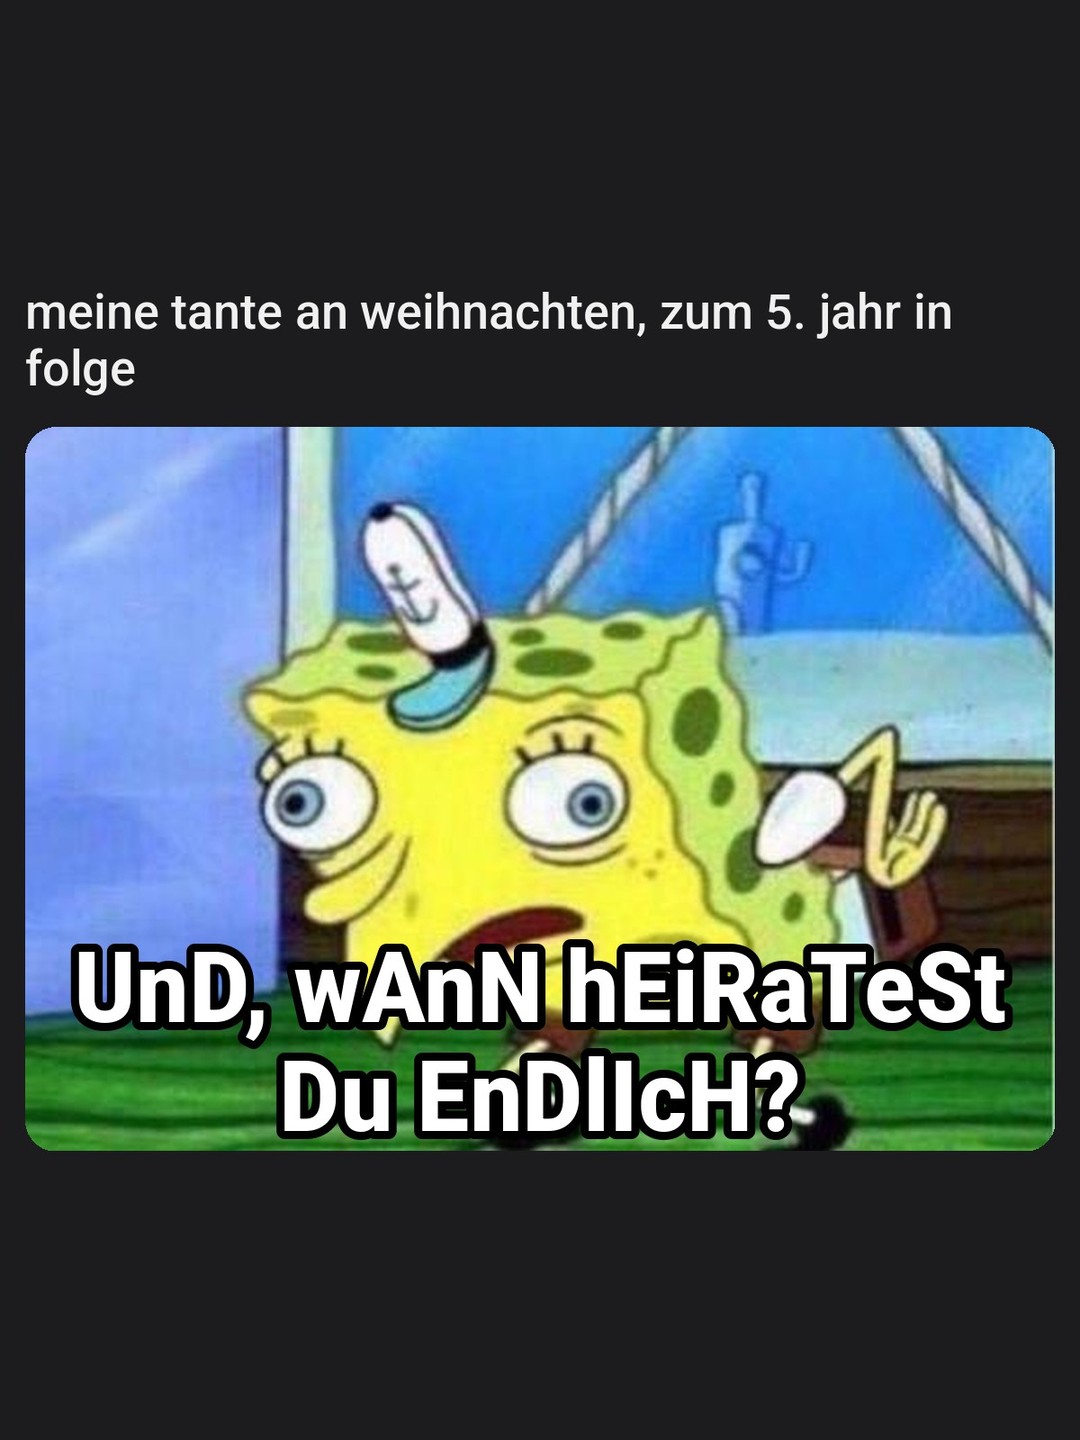 meine tante an weihnachten, zum 5. jahr in
folge
UnD, wAnN hEiRaTeSt
Du EnDlIcH?